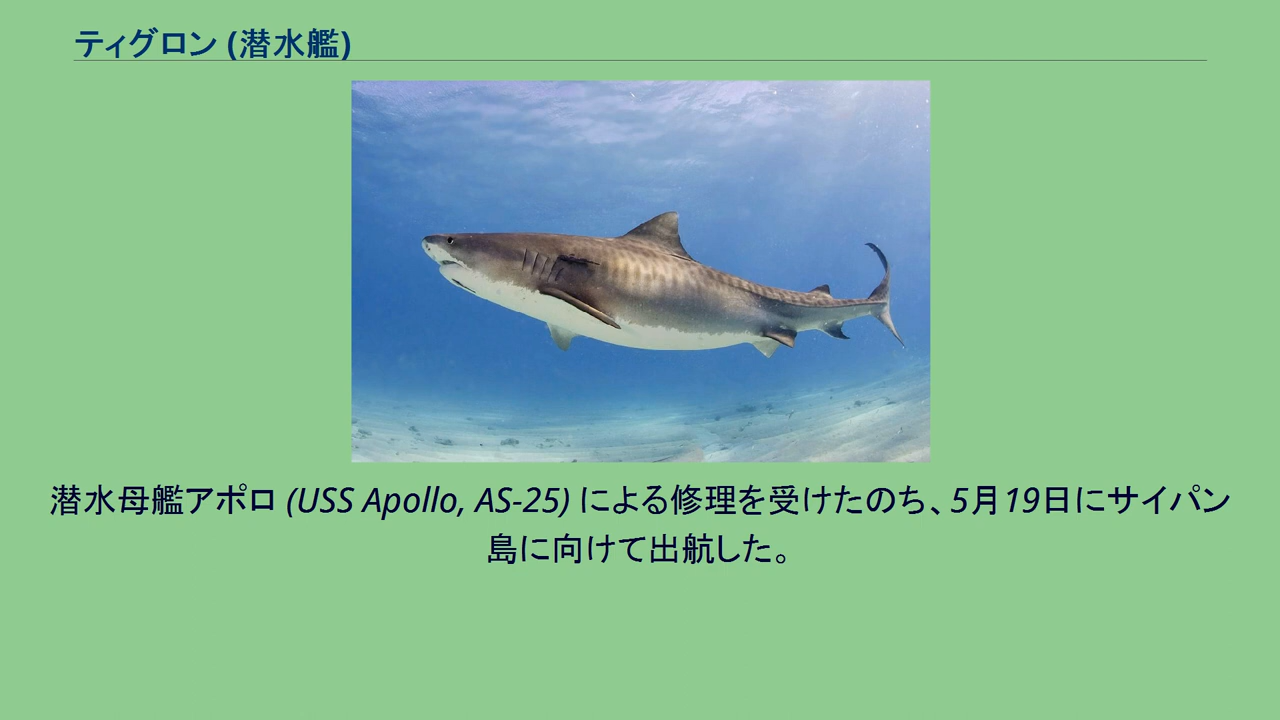 ティグロン (潜水艦)
潜水母艦アポロ (USS Apollo, AS-25) による修理を受けたのち、5月19日にサイパン
島に向けて出航した。